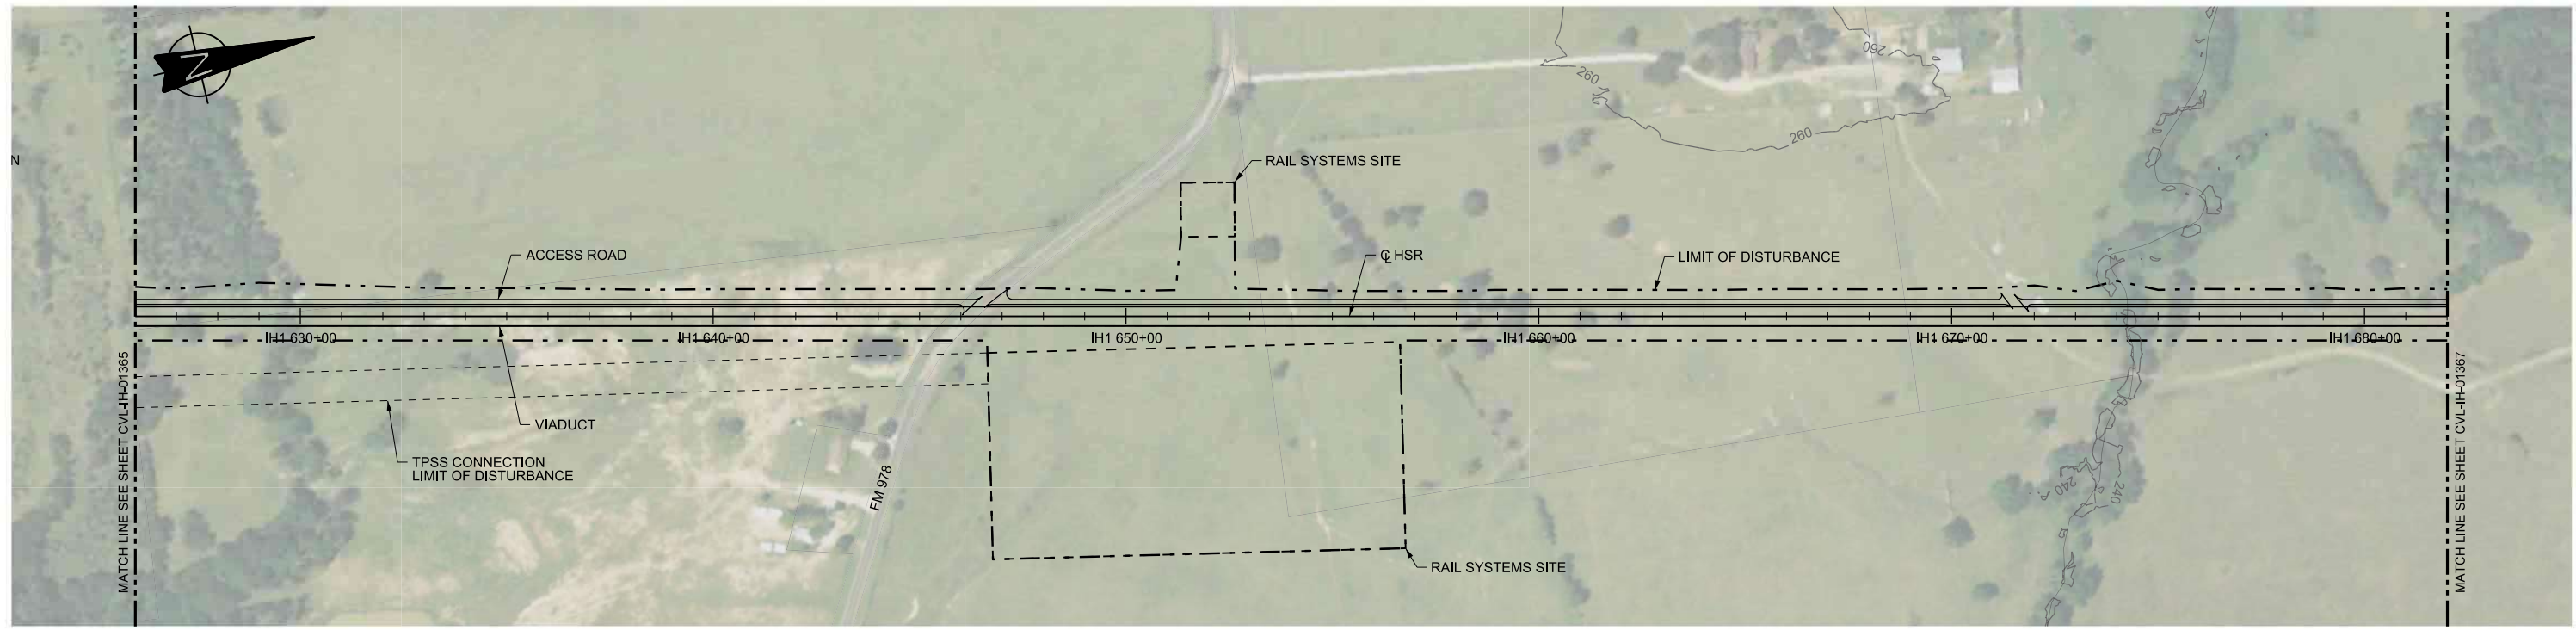 N
N
260
260
260
RAIL SYSTEMS SITE
ACCESS ROAD
℄ HSR
LIMIT OF DISTURBANCE
IH1 630+00
IH1 640+00
IH1 650+00
IH1 660+00
IH1 670+00
IH1 680+00
MATCH LINE SEE SHEET CVL-IH-01365
VIADUCT
TPSS CONNECTION
LIMIT OF DISTURBANCE
FM 978
RAIL SYSTEMS SITE
240
240
MATCH LINE SEE SHEET CVL-IH-01367